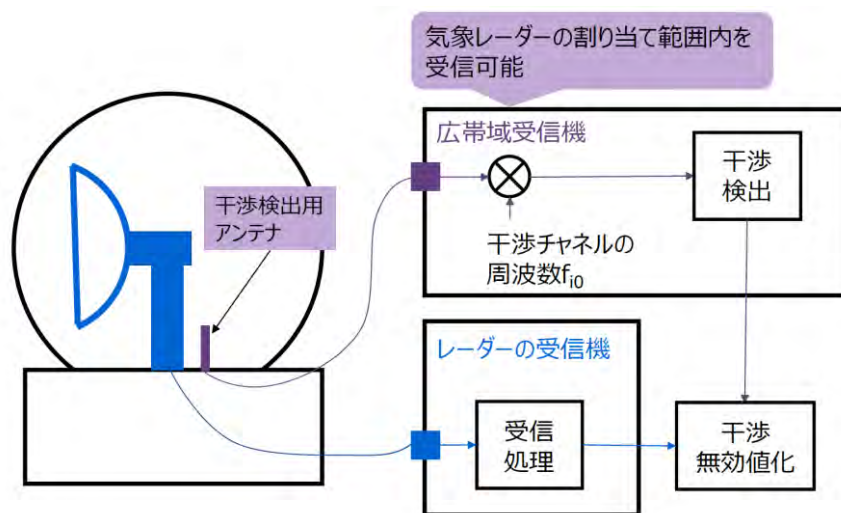 気象レーダーの割り当て範囲内を
受信可能
広帯域受信機
干渉
検出
干渉検出用
アンテナ
干渉チャネルの
周波数fi0
レーダーの受信機
受信
処理
干渉
無効値化